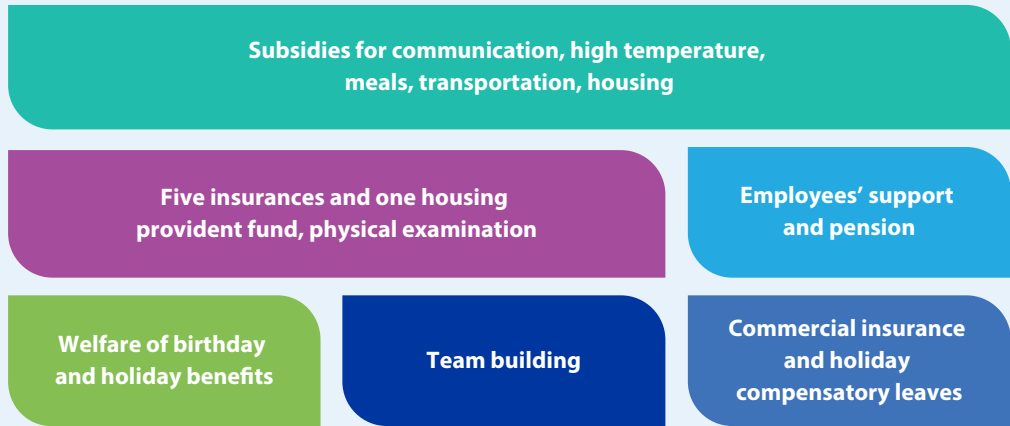 Subsidies for communication, high temperature,
meals, transportation, housing
Five insurances and one housing
provident fund, physical examination
Employees’ support
and pension
Welfare of birthday
and holiday benefits
Team building
Commercial insurance
and holiday
compensatory leaves